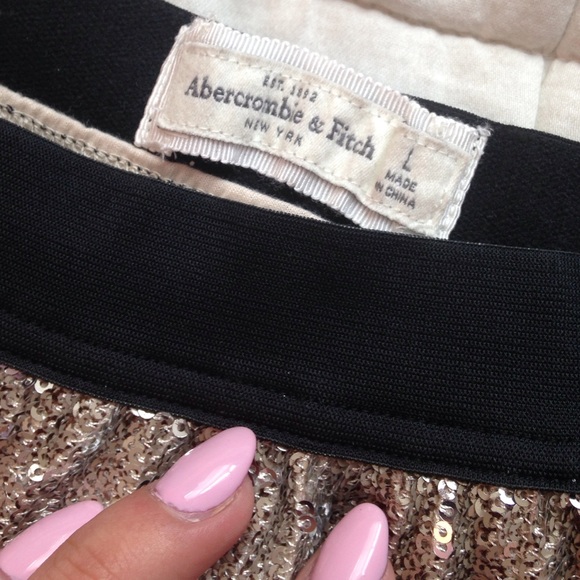 EST. 1892
Abercrombie & Fitch
NEW YRK
L
MADE
IN CHINA